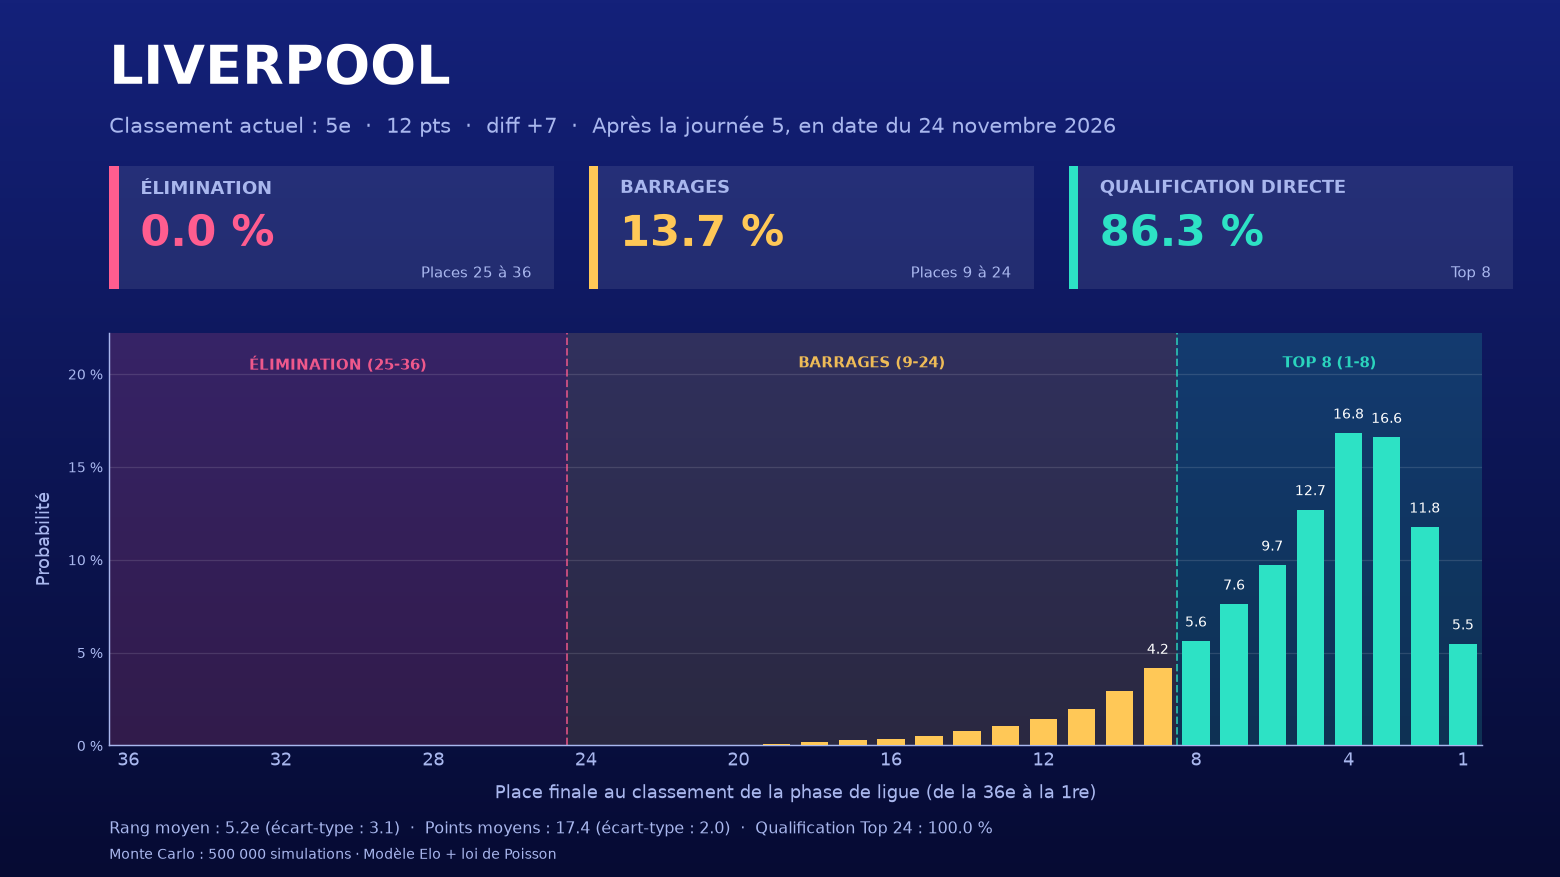 LIVERPOOL
Classement actuel : 5e · 12 pts · diff +7 · Après la journée 5, en date du 24 novembre 2026
ÉLIMINATION
0.0 %
Places 25 à 36
BARRAGES
13.7 %
Places 9 à 24
QUALIFICATION DIRECTE
86.3 %
Top 8
ÉLIMINATION (25-36)
BARRAGES (9-24)
TOP 8 (1-8)
Probabilité
20 %
15 %
10 %
5 %
0 %
4.2
5.6
7.6
9.7
12.7
16.8
16.6
11.8
5.5
36 32 28 24 20 16 12 8 4 1
Place finale au classement de la phase de ligue (de la 36e à la 1re)
Rang moyen : 5.2e (écart-type : 3.1) · Points moyens : 17.4 (écart-type : 2.0) · Qualification Top 24 : 100.0 %
Monte Carlo : 500 000 simulations · Modèle Elo + loi de Poisson